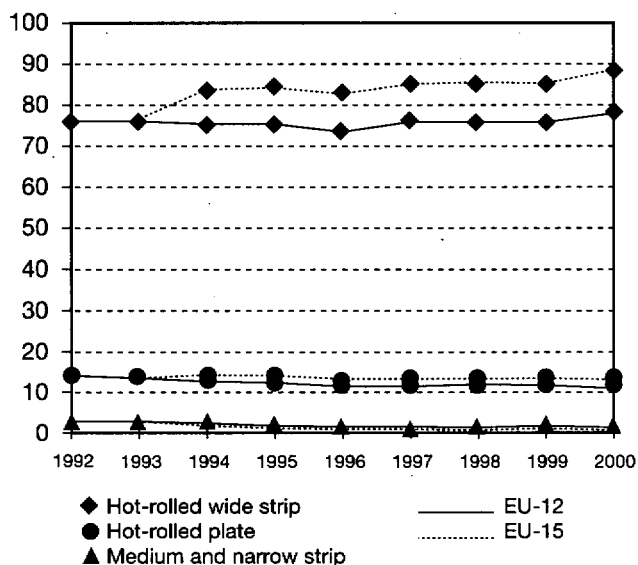 100
90
80
70
60
50
40
30
20
10
0
1992 1993 1994 1995 1996 1997 1998 1999 2000
Hot-rolled wide strip EU-12
Hot-rolled plate EU-15
Medium and narrow strip